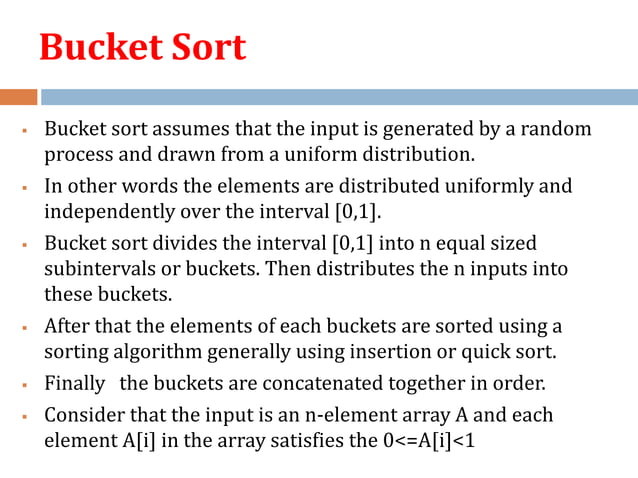 Bucket Sort
▪ Bucket sort assumes that the input is generated by a random
process and drawn from a uniform distribution.
▪ In other words the elements are distributed uniformly and
independently over the interval [0,1].
▪ Bucket sort divides the interval [0,1] into n equal sized
subintervals or buckets. Then distributes the n inputs into
these buckets.
▪ After that the elements of each buckets are sorted using a
sorting algorithm generally using insertion or quick sort.
▪ Finally   the buckets are concatenated together in order.
▪ Consider that the input is an n-element array A and each
element A[i] in the array satisfies the 0<=A[i]<1